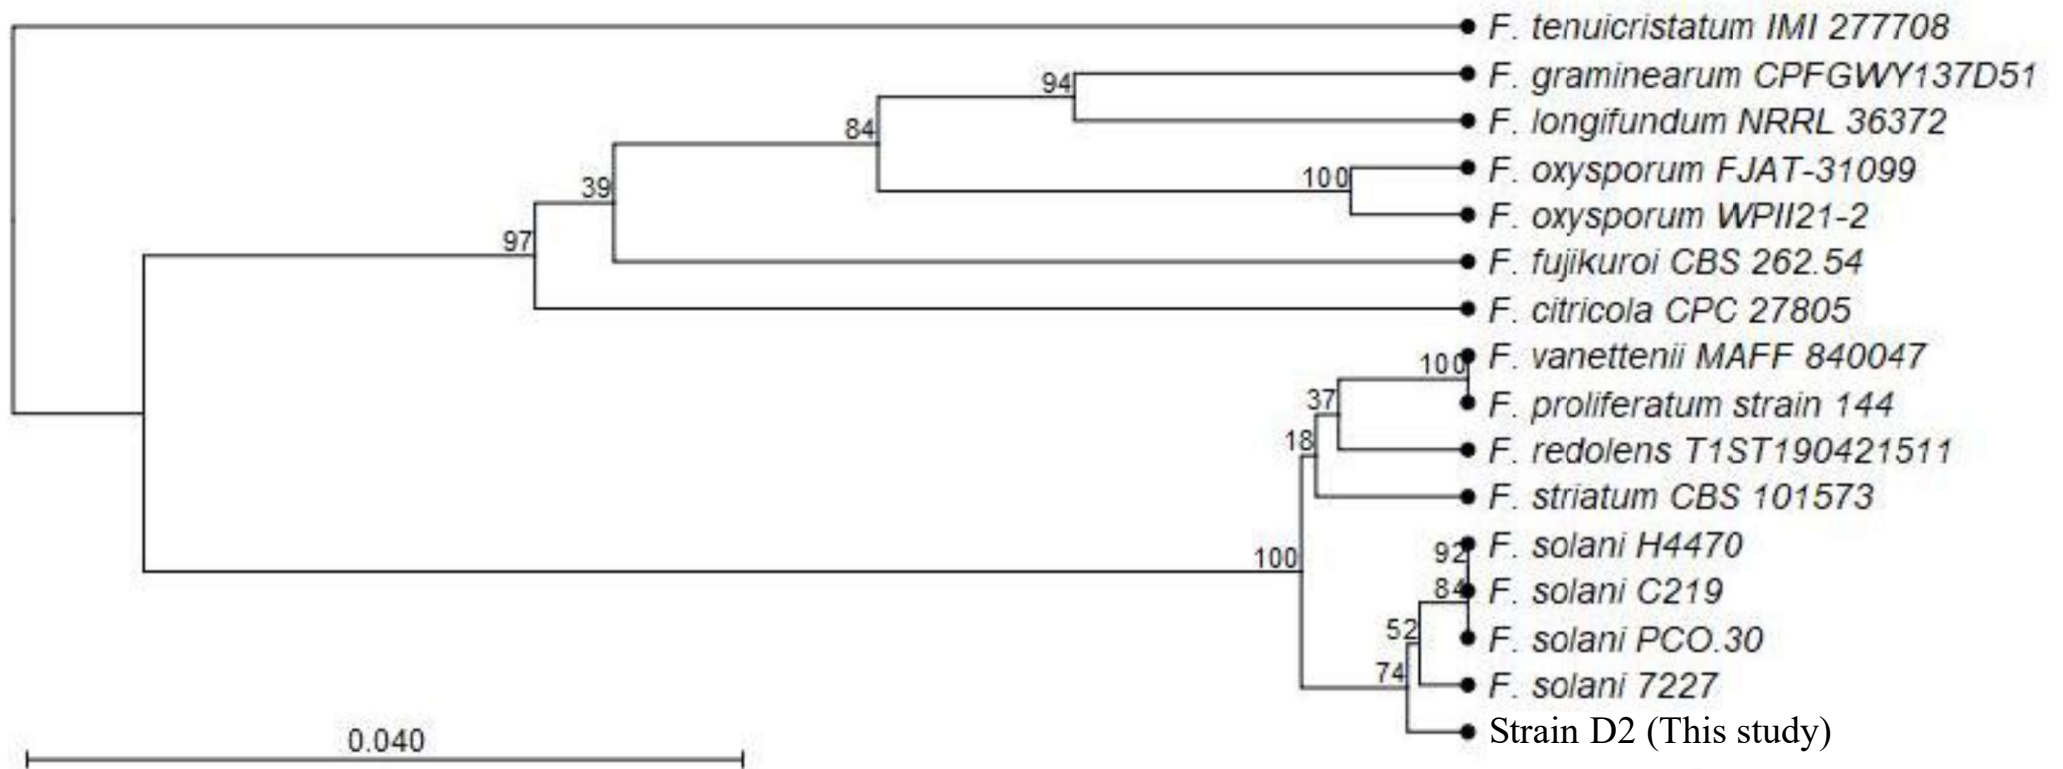 F. tenuicristatum IMI 277708
F. graminearum CPFGWY137D51
94
F. longifundum NRRL 36372
84
F. oxysporum FJAT-31099
100
39
F. oxysporum WPII21-2
97
F. fujikuroi CBS 262.54
F. citricola CPC 27805
F. vanettenii MAFF 840047
100
F. proliferatum strain 144
37
18
F. redolens T1ST190421511
F. striatum CBS 101573
F. solani H4470
92
100
F. solani C219
84
F. solani PCO.30
52
74
F. solani 7227
Strain D2 (This study)
0.040